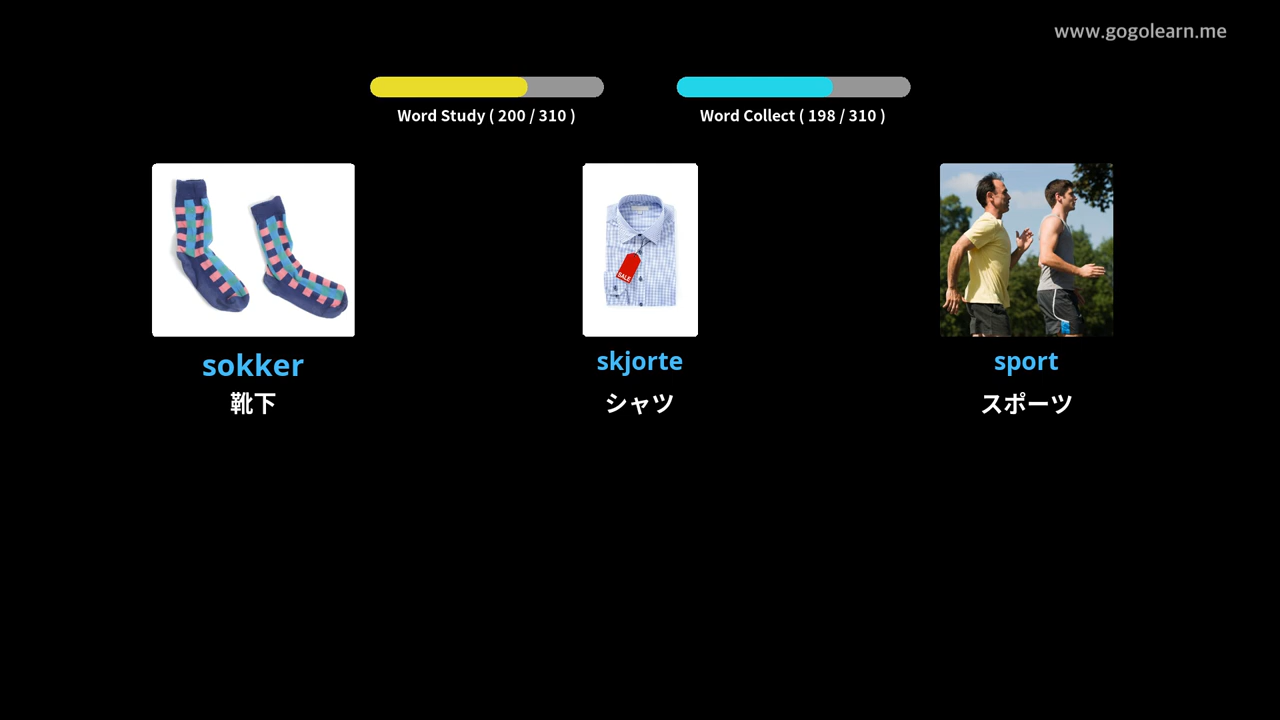 www.gogolearn.me
Word Study ( 200 / 310 )
Word Collect ( 198 / 310 )
SALE
sokker
skjorte
sport
靴下
シャツ
スポーツ